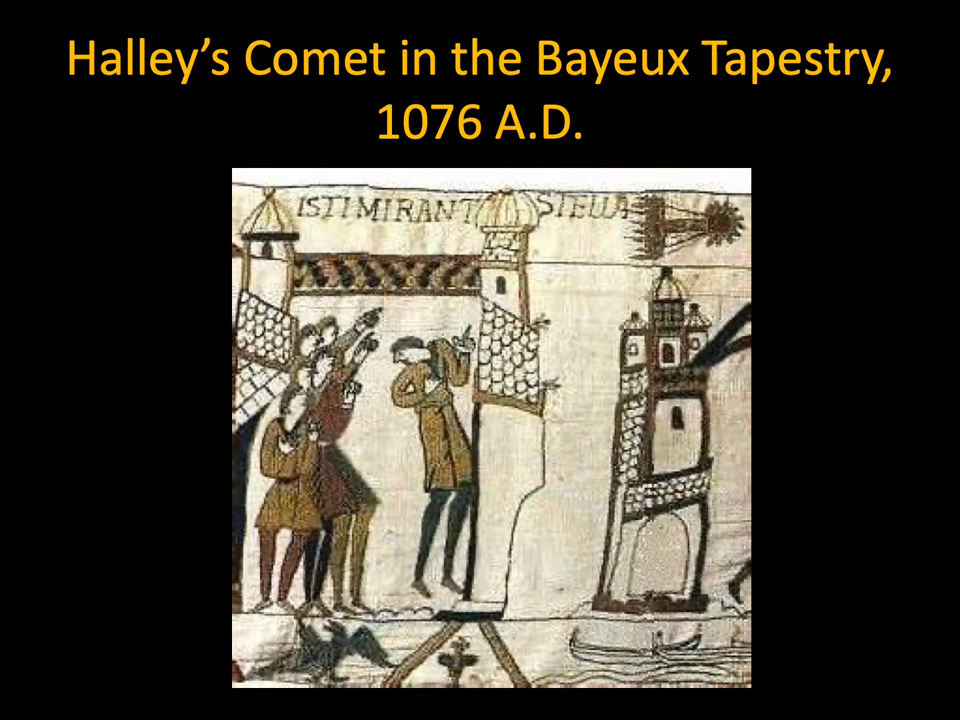 Halley’s Comet in the Bayeux Tapestry,
1076 A.D.
ISTI MIRANT STELLA